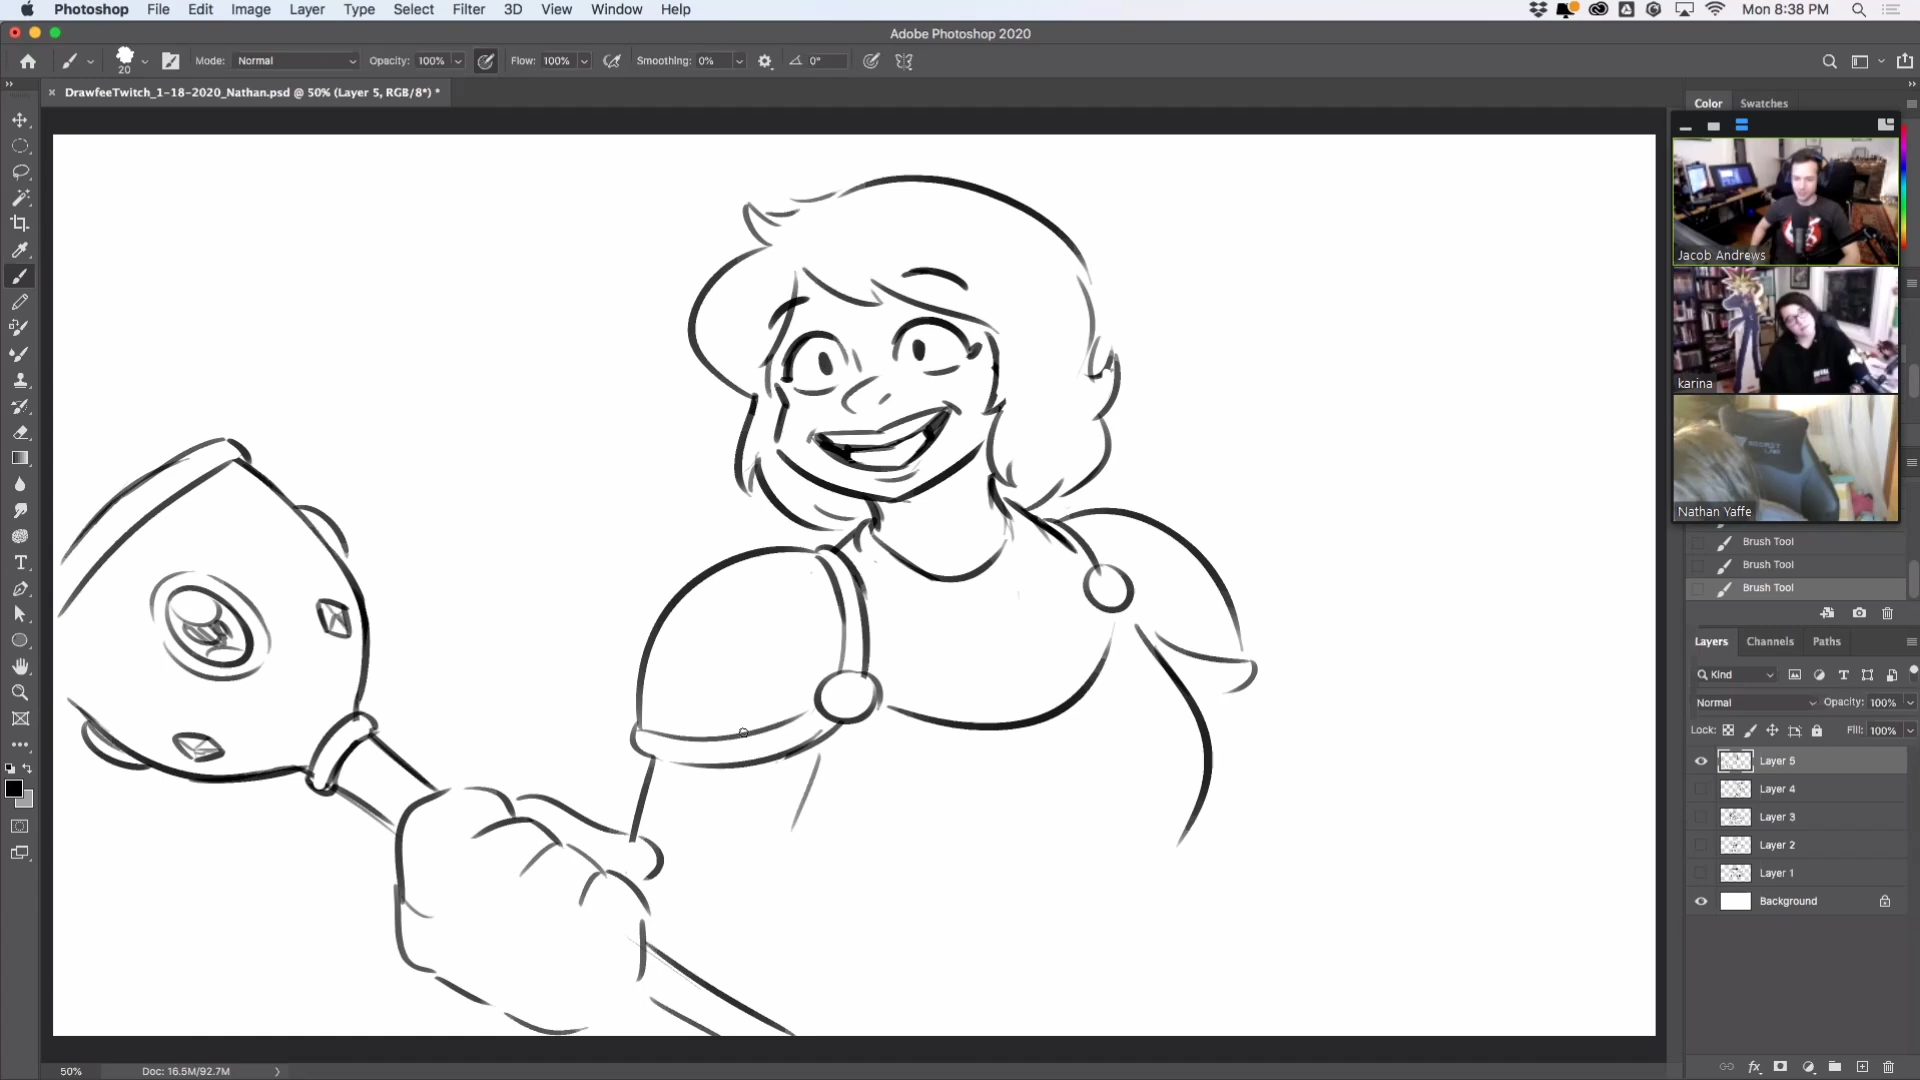 Photoshop File Edit Image Layer Type Select Filter 3D View Window Help Mon 8:38 PM
Adobe Photoshop 2020
20 Mode: Normal Opacity: 100% Flow: 100% Smoothing: 0% 0°
× DrawfeeTwitch_1-18-2020_Nathan.psd @ 50% (Layer 5, RGB/8*) *
Color Swatches
Jacob Andrews
karina
Nathan Yaffe
Brush Tool
Brush Tool
Brush Tool
Layers Channels Paths
Kind
Normal Opacity: 100%
Lock: Fill: 100%
Layer 5
Layer 4
Layer 3
Layer 2
Layer 1
Background
50% Doc: 16.5M/92.7M